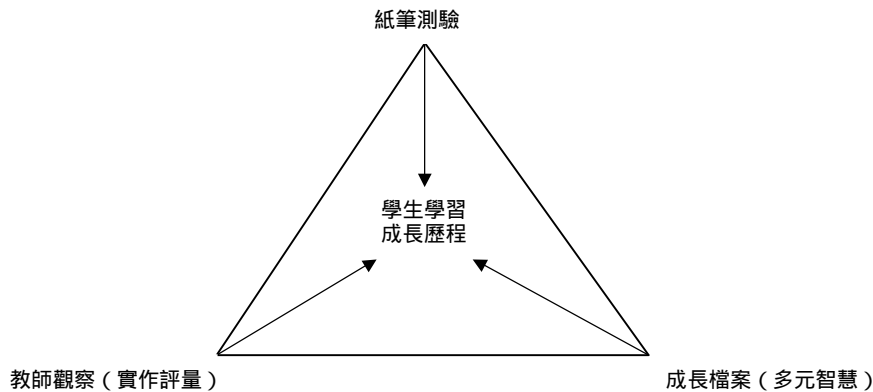 紙筆測驗
學生學習
成長歷程
教師觀察（實作評量）
成長檔案（多元智慧）